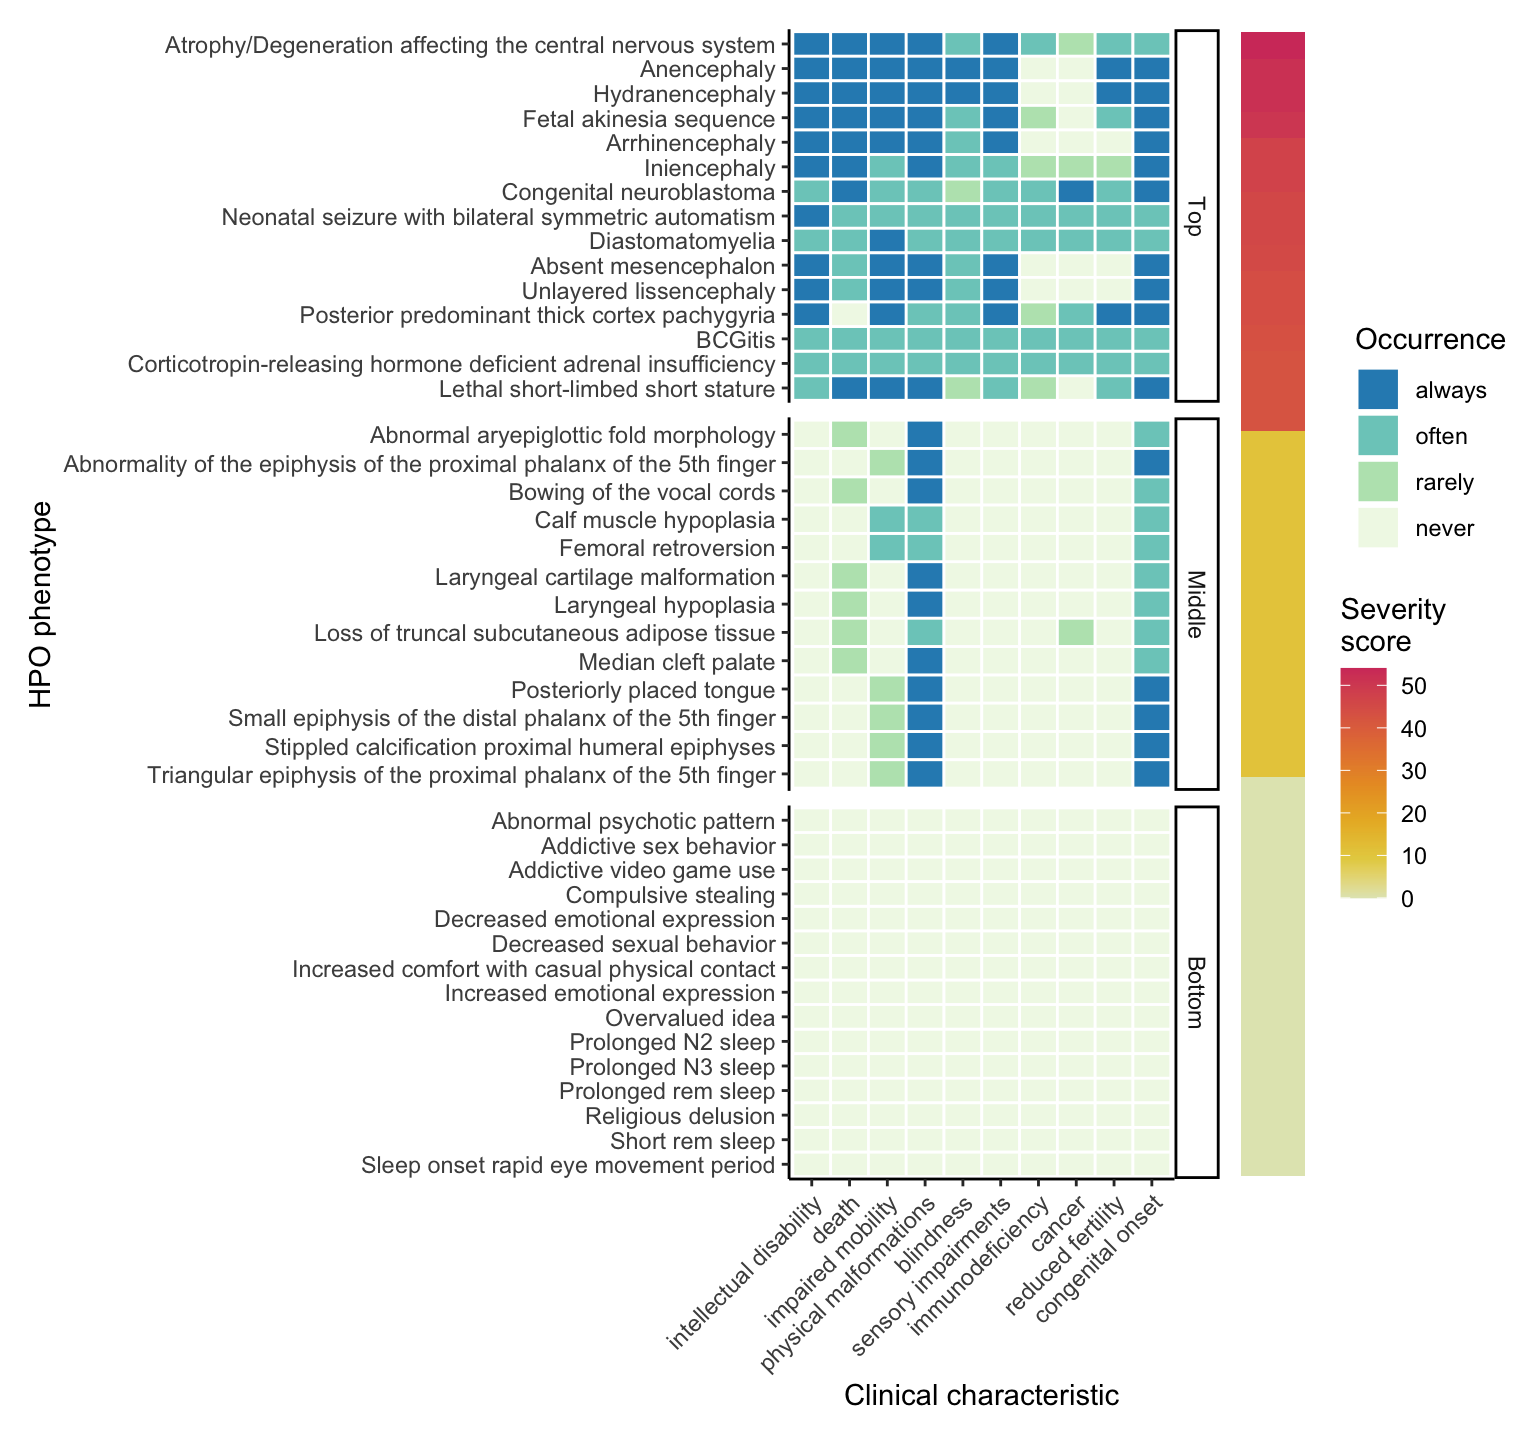 Atrophy/Degeneration affecting the central nervous system
Anencephaly
Hydranencephaly
Fetal akinesia sequence
Arrhinencephaly
Iniencephaly
Congenital neuroblastoma
Neonatal seizure with bilateral symmetric automatism
Diastomatomyelia
Absent mesencephalon
Unlayered lissencephaly
Posterior predominant thick cortex pachygyria
BCGitis
Corticotropin-releasing hormone deficient adrenal insufficiency
Lethal short-limbed short stature
Top
Abnormal aryepiglottic fold morphology
Abnormality of the epiphysis of the proximal phalanx of the 5th finger
Bowing of the vocal cords
Calf muscle hypoplasia
Femoral retroversion
Laryngeal cartilage malformation
Laryngeal hypoplasia
Loss of truncal subcutaneous adipose tissue
Median cleft palate
Posteriorly placed tongue
Small epiphysis of the distal phalanx of the 5th finger
Stippled calcification proximal humeral epiphyses
Triangular epiphysis of the proximal phalanx of the 5th finger
Middle
Abnormal psychotic pattern
Addictive sex behavior
Addictive video game use
Compulsive stealing
Decreased emotional expression
Decreased sexual behavior
Increased comfort with casual physical contact
Increased emotional expression
Overvalued idea
Prolonged N2 sleep
Prolonged N3 sleep
Prolonged rem sleep
Religious delusion
Short rem sleep
Sleep onset rapid eye movement period
Bottom
HPO phenotype
intellectual disability
death
impaired mobility
physical malformations
blindness
sensory impairments
immunodeficiency
cancer
reduced fertility
congenital onset
Clinical characteristic
Occurrence
always
often
rarely
never
Severity
score
50
40
30
20
10
0